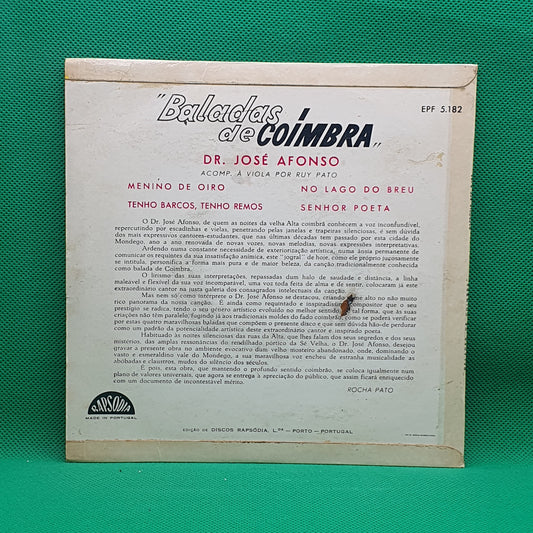 "Baladas
de COÍMBRA"
EPF 5.182
DR. JOSÉ AFONSO
ACOMP. À VIOLA POR RUY PATO
MENINO DE OIRO
NO LAGO DO BREU
TENHO BARCOS, TENHO REMOS
SENHOR POETA
O Dr. José Afonso, de quem as noites da velha Alta coimbrã conhecem a voz inconfundível,
repercutindo por escadinhas e vielas, penetrando pelas janelas e trapeiras silenciosas, é sem dúvida
dos mais expressivos cantores-estudantes, que nas últimas décadas têm passado por esta cidade do
Mondego, ano a ano renovada de novas vozes, novas melodias, novas expressões interpretativas.
Ardendo numa constante necessidade de exteriorização artística, numa ânsia permanente de
comunicar os requintes da sua insatisfação anímica, este "jogral" de hoje, como ele próprio jocosamente
se intitula, personifica a forma mais pura e de maior beleza, da canção tradicionalmente conhecida
como balada de Coimbra.
O lirismo das suas interpretações, repassadas dum halo de saudade e distância, a linha
maleável e flexível da sua voz incomparável, uma voz toda feita de alma e de sentir, colocaram já este
extraordinário cantor na justa galeria dos consagrados intelectuais da canção.
Mas nem só como intérprete o Dr. José Afonso se destacou, criando alto no não muito
rico panorama da nossa canção. É ainda como requintado e inspiradíssimo compositor que o seu
prestígio se radica, tendo o seu género artístico evoluído no melhor sentido, tal forma, que às suas
criações não têm paralelo, fugindo já aos tradicionais moldes do fado coimbrão, como se poderá verificar
por estas quatro maravilhosas baladas que compõem o presente disco e que sem dúvida hão-de perdurar
como um padrão da potencialidade artística deste extraordinário cantor e inspirado poeta.
Habituado às noites silenciosas das ruas da Alta, que lhes falam dos seus segredos e dos seus
mistérios, das amplas ressonâncias do rendilhado pórtico da Sé Velha, o Dr. José Afonso, desejou
gravar a presente obra no ambiente evocativo dum velho mosteiro abandonado, onde, dominando o
vasto e esmeraldino vale do Mondego, a sua maravilhosa voz encheu de estranha musicalidade as
abóbadas e claustros, mudos do silêncio dos séculos.
É pois, esta obra, que mantendo o profundo sentido coimbrão, se coloca igualmente num
plano de valores universais, que agora se entrega à apreciação do público, que assim ficará enriquecido
com um documento de incontestável mérito.
ROCHA PATO
RAPSÓDIA
MADE IN PORTUGAL
EDIÇÃO DE DISCOS RAPSÓDIA, L.DA — PORTO - PORTUGAL